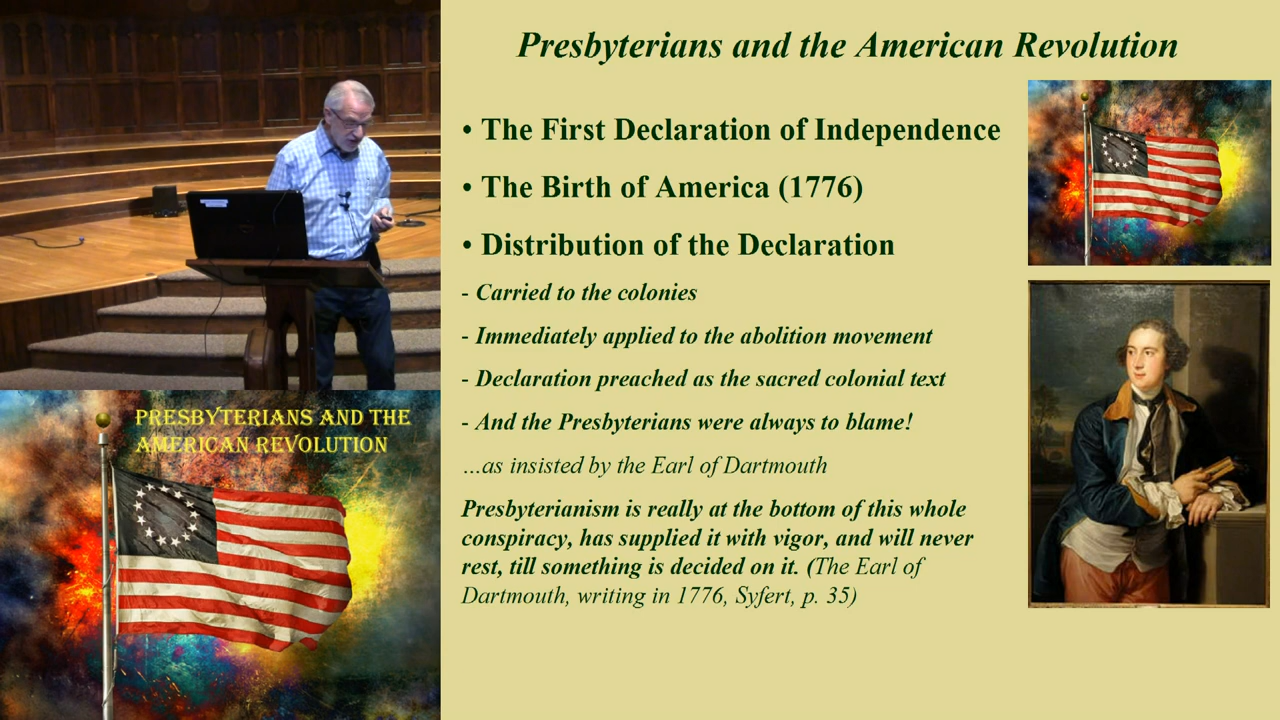 Presbyterians and the American Revolution
• The First Declaration of Independence
• The Birth of America (1776)
• Distribution of the Declaration
- Carried to the colonies
- Immediately applied to the abolition movement
- Declaration preached as the sacred colonial text
- And the Presbyterians were always to blame!
...as insisted by the Earl of Dartmouth
Presbyterianism is really at the bottom of this whole
conspiracy, has supplied it with vigor, and will never
rest, till something is decided on it. (The Earl of
Dartmouth, writing in 1776, Syfert, p. 35)
PRESBYTERIANS AND THE
AMERICAN REVOLUTION